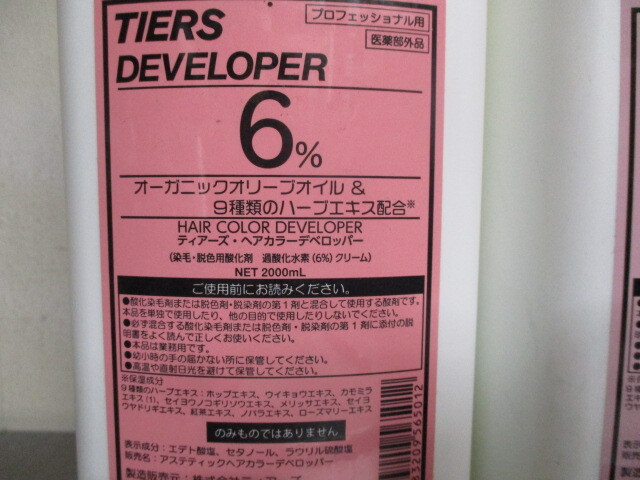 TIERS
プロフェッショナル用
医薬部外品
DEVELOPER
6%
オーガニックオリーブオイル &
9種類のハーブエキス配合※
HAIR COLOR DEVELOPER
ティアーズ・ヘアカラーデベロッパー
(染毛・脱色用酸化剤 過酸化水素(6%)クリーム)
NET 2000mL
ご使用前にお読みください。
●酸化染毛剤または脱色剤・脱染剤の第1剤と混合して使用する酸剤です。
本品を単独で使用したり、他の目的で使用したりしないでください。
●必ず混合する酸化染毛剤または脱色剤・脱染剤の第1剤に添付の説
明書をよく読んで正しくお使いください。
●本品は業務用です。
●幼小時の手の届かない所に保管してください。
●高温や直射日光を避けて保管してください。
※保湿成分
9種類のハーブエキス:ホップエキス、ウイキョウエキス、カモミラ
エキス(1)、セイヨウノコギリソウエキス、メリッサエキス、セイヨ
ウヤドリギエキス、紅茶エキス、ノバラエキス、ローズマリーエキス
のみものではありません
表示成分:エデト酸塩、セタノール、ラウリル硫酸塩
販売名:アステティックヘアカラーデベロッパー
製造販売元:株式会社ティアーズ
83209365012